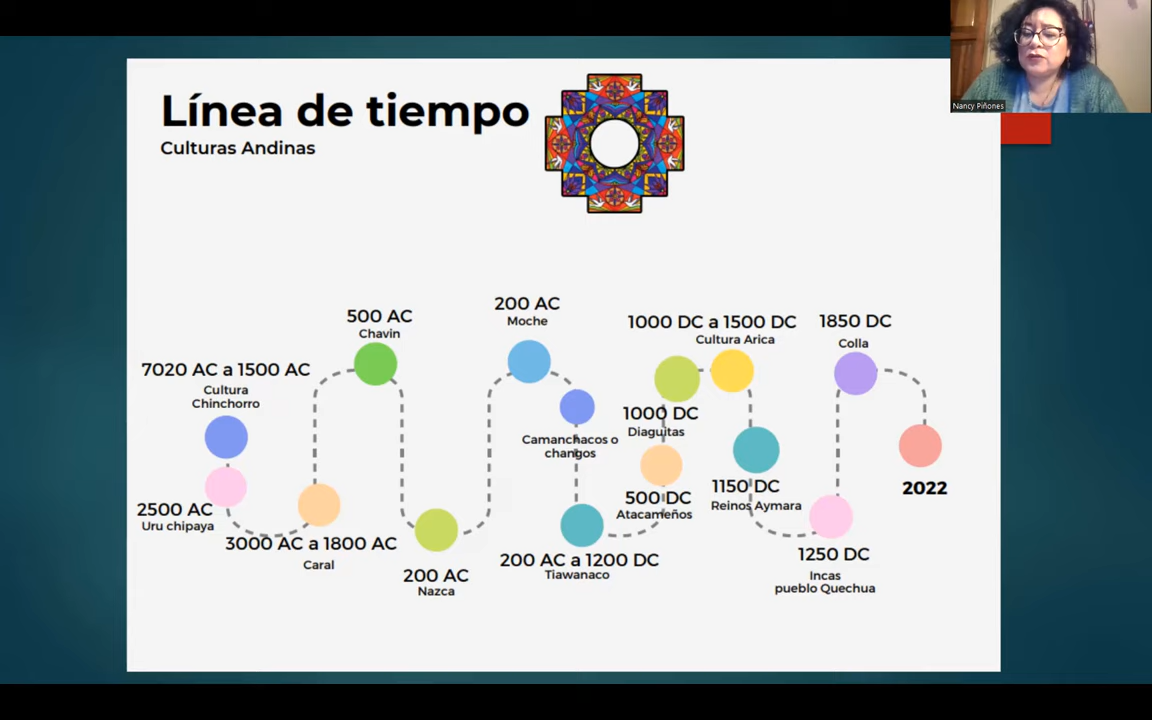 Nancy Piñones
Línea de tiempo
Culturas Andinas
7020 AC a 1500 AC
Cultura
Chinchorro
2500 AC
Uru chipaya
3000 AC a 1800 AC
Caral
500 AC
Chavin
200 AC
Nazca
200 AC
Moche
Camanchacos o
changos
200 AC a 1200 DC
Tiawanaco
500 DC
Atacameños
1000 DC
Diaguitas
1000 DC a 1500 DC
Cultura Arica
1150 DC
Reinos Aymara
1250 DC
Incas
pueblo Quechua
1850 DC
Colla
2022